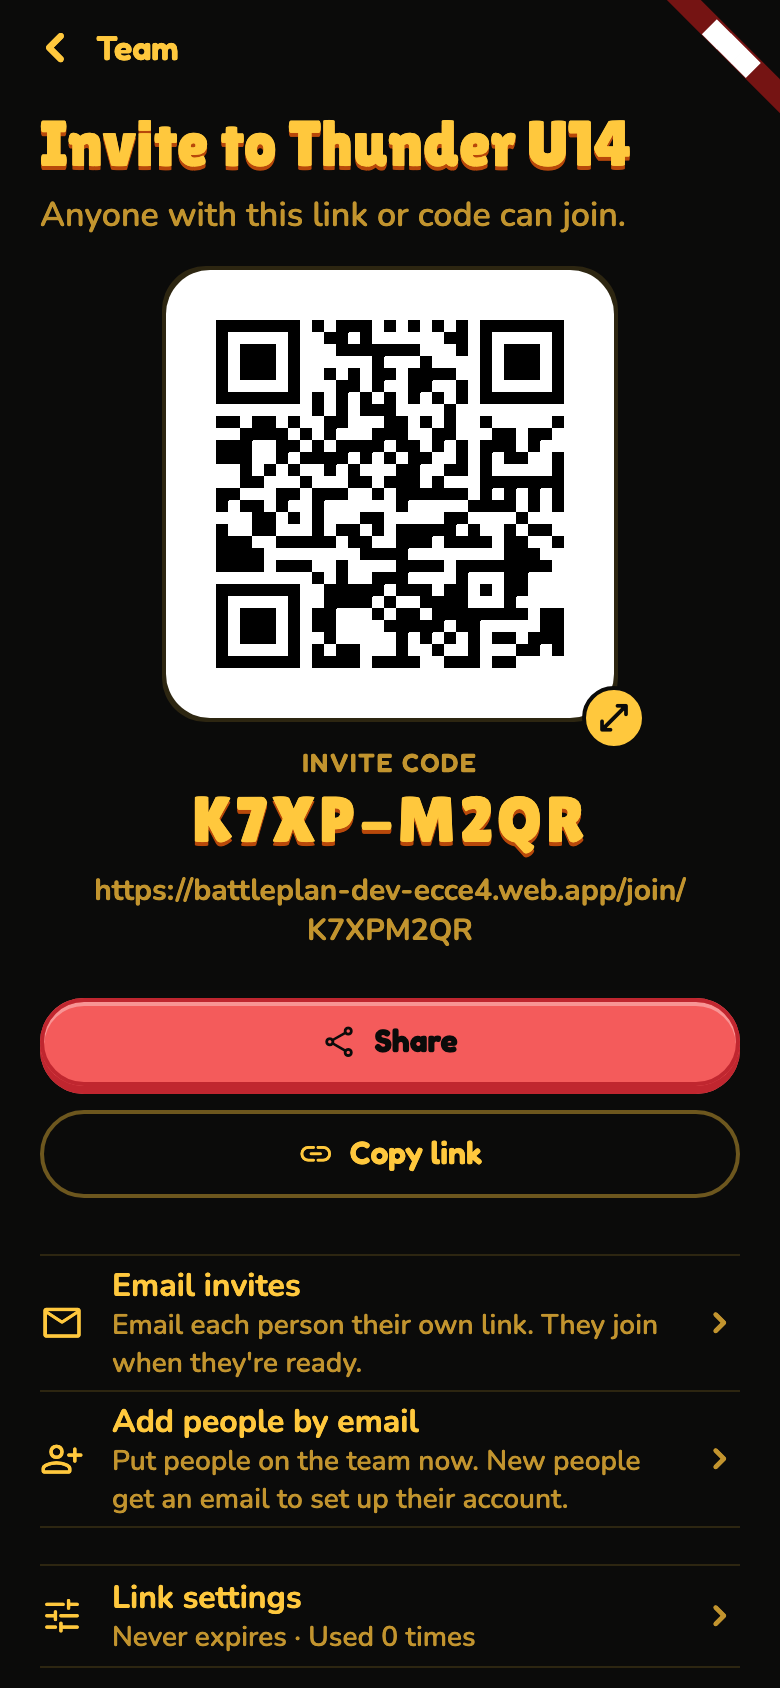 Team
Invite to Thunder U14
Anyone with this link or code can join.
INVITE CODE
K7XP-M2QR
https://battleplan-dev-ecce4.web.app/join/
K7XPM2QR
Share
Copy link
Email invites
Email each person their own link. They join
when they're ready.
Add people by email
Put people on the team now. New people
get an email to set up their account.
Link settings
Never expires · Used 0 times